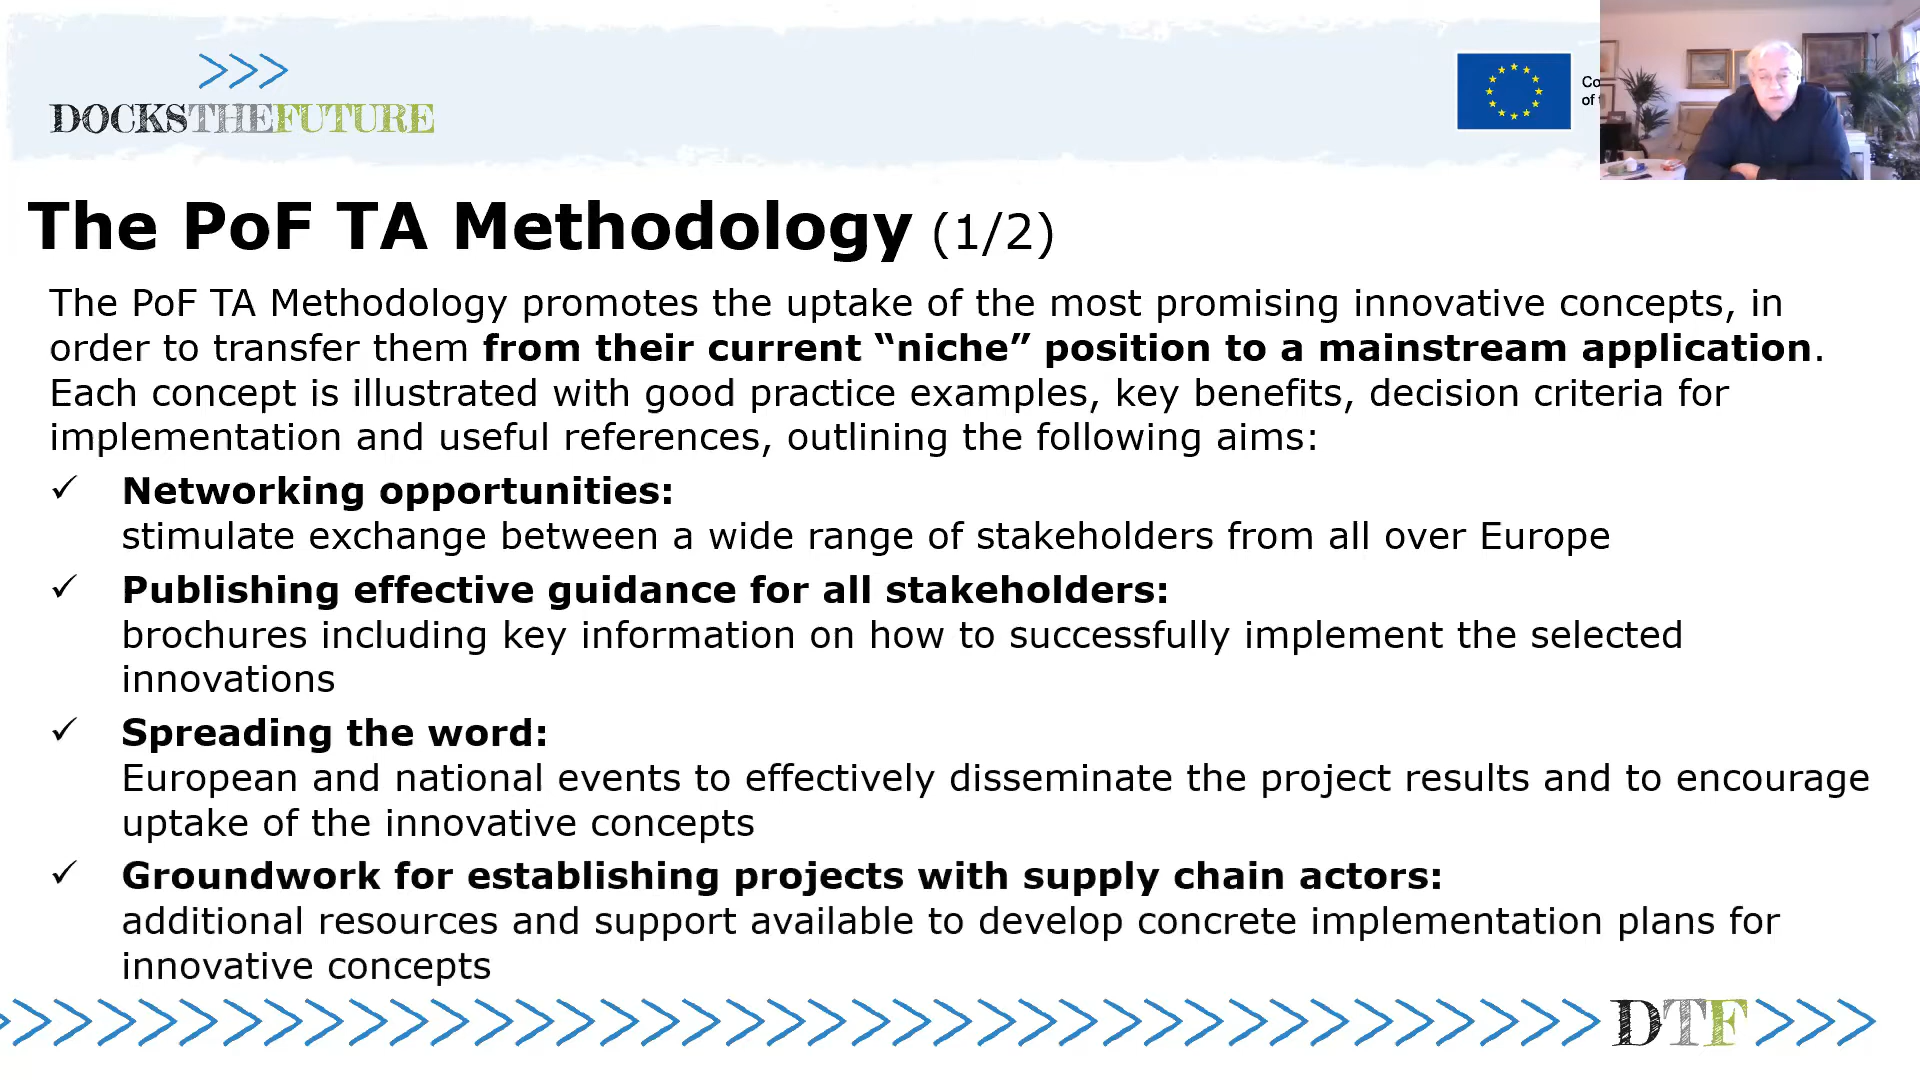 >>>
DOCKSTHEFUTURE
Co
of
The PoF TA Methodology (1/2)
The PoF TA Methodology promotes the uptake of the most promising innovative concepts, in
order to transfer them from their current “niche” position to a mainstream application.
Each concept is illustrated with good practice examples, key benefits, decision criteria for
implementation and useful references, outlining the following aims:
✓ Networking opportunities:
stimulate exchange between a wide range of stakeholders from all over Europe
✓ Publishing effective guidance for all stakeholders:
brochures including key information on how to successfully implement the selected
innovations
✓ Spreading the word:
European and national events to effectively disseminate the project results and to encourage
uptake of the innovative concepts
✓ Groundwork for establishing projects with supply chain actors:
additional resources and support available to develop concrete implementation plans for
innovative concepts
DTF